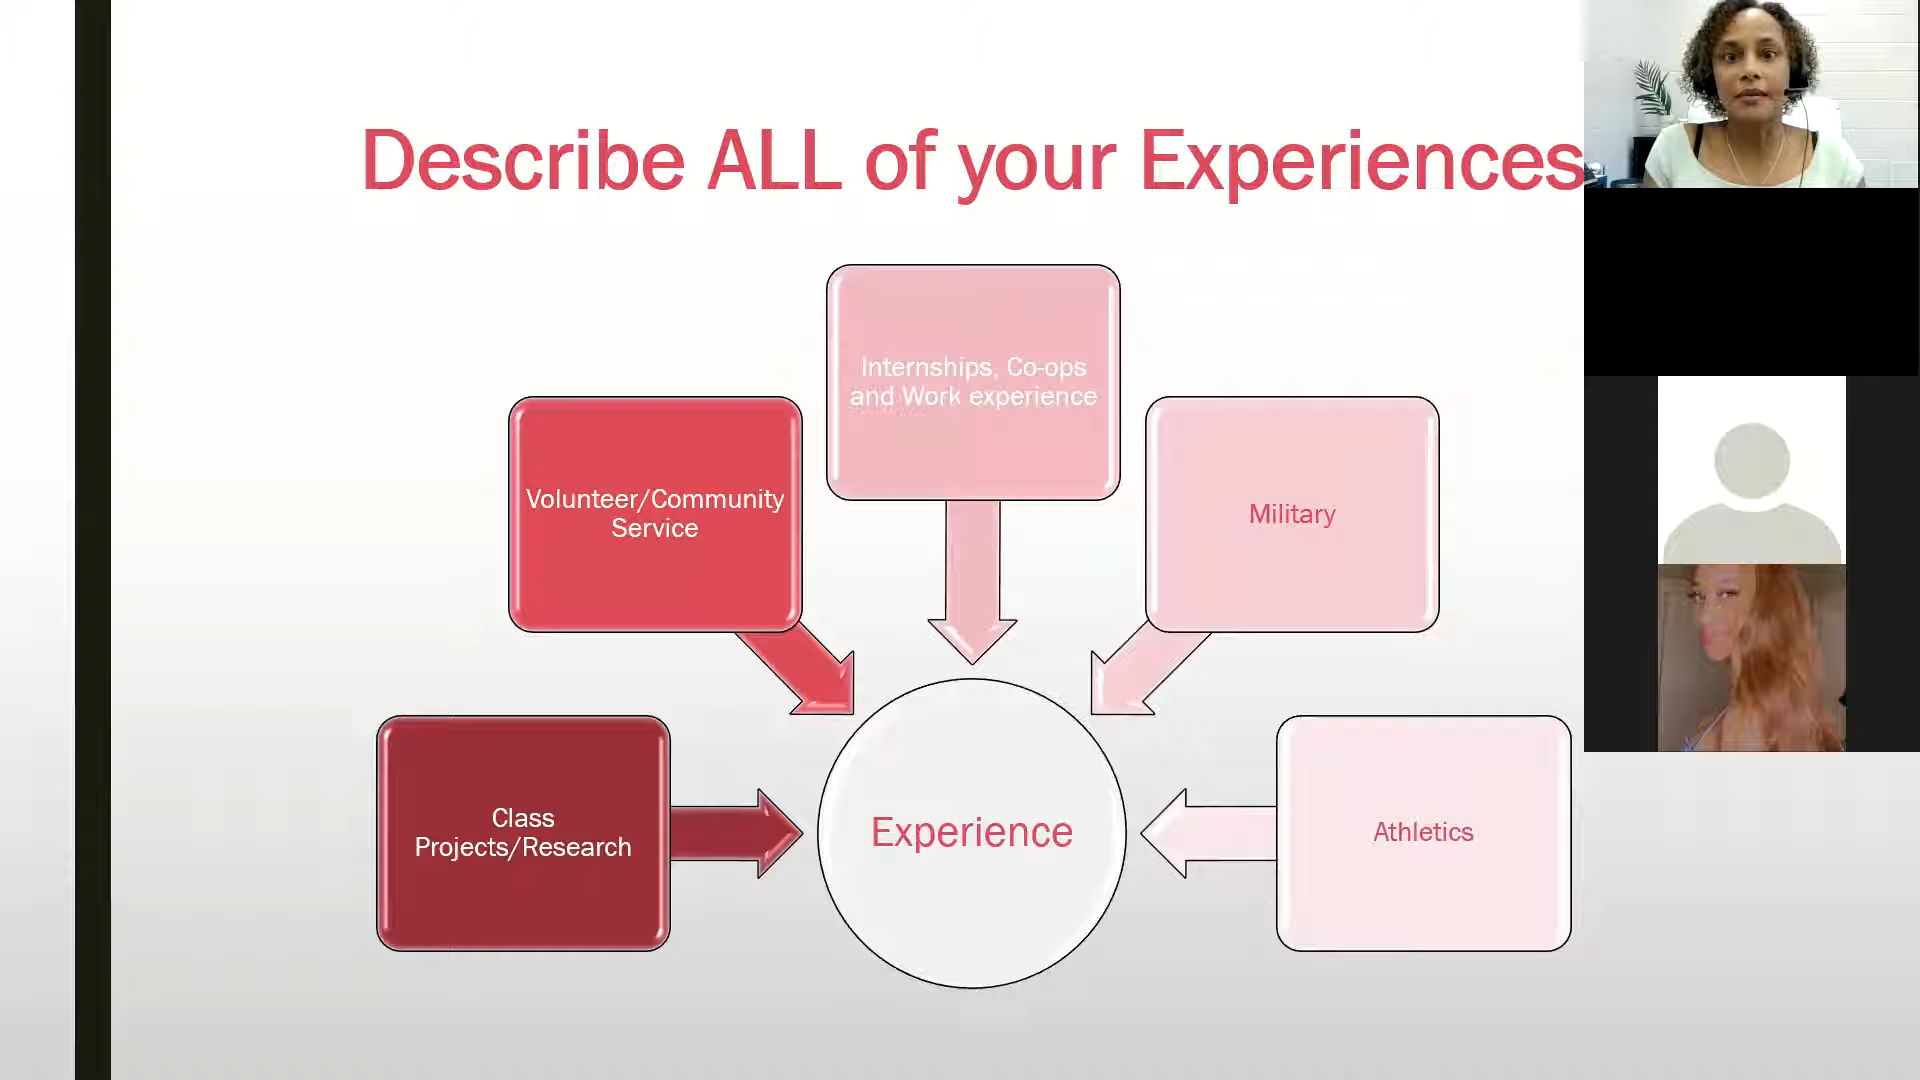 Describe ALL of your Experiences
Internships, Co-ops
and Work experience
Volunteer/Community
Service
Military
Class
Projects/Research
Experience
Athletics